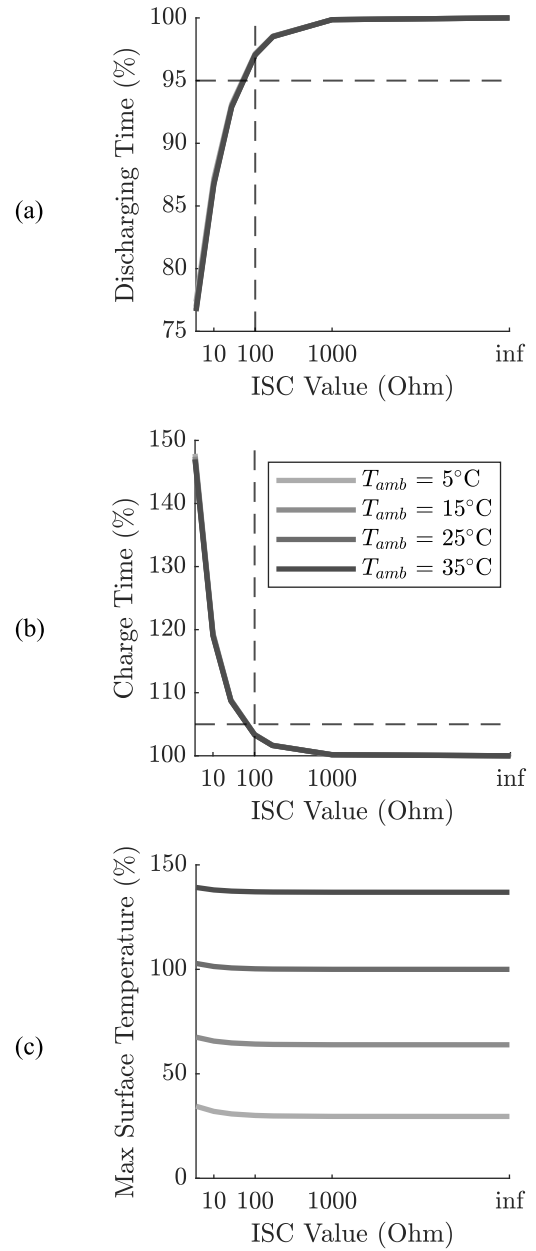 (a)
Discharging Time (%)
100
95
90
85
80
75
10 100 1000 inf
ISC Value (Ohm)
(b)
Charge Time (%)
150
140
130
120
110
100
T_amb = 5°C
T_amb = 15°C
T_amb = 25°C
T_amb = 35°C
10 100 1000 inf
ISC Value (Ohm)
(c)
Max Surface Temperature (%)
150
100
50
0
10 100 1000 inf
ISC Value (Ohm)